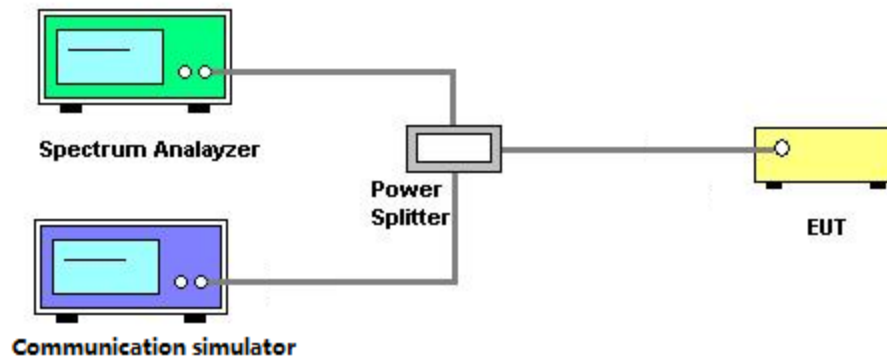 Spectrum Analayzer
Power
Splitter
EUT
Communication simulator